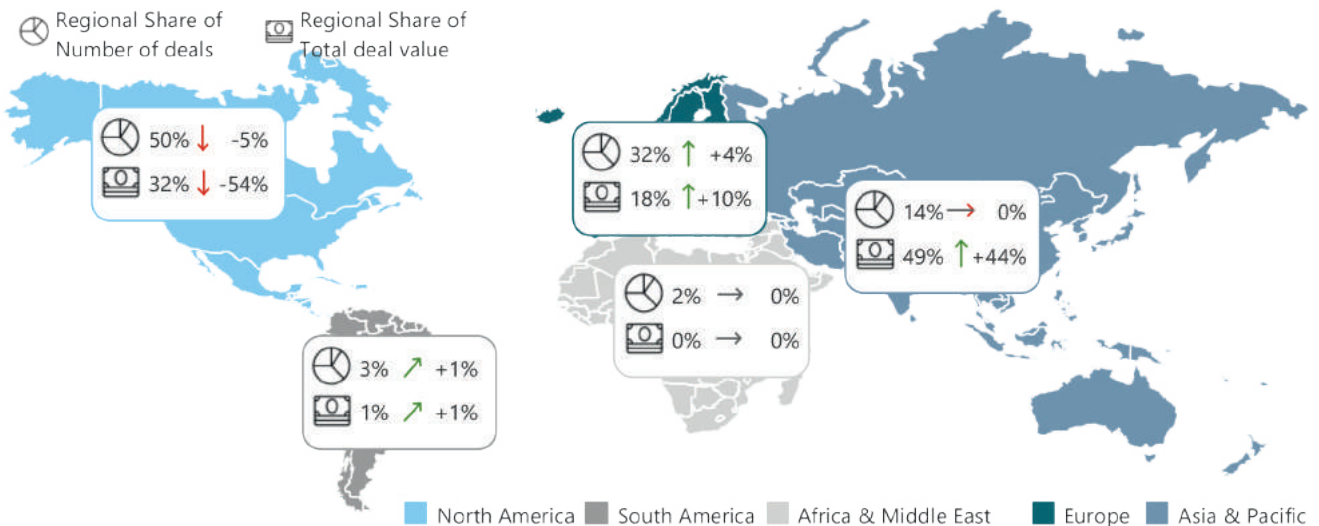 Regional Share of
Number of deals
Regional Share of
Total deal value
50% ↓ -5%
32% ↓ -54%
32% ↑ +4%
18% ↑ +10%
14% → 0%
49% ↑ +44%
2% → 0%
0% → 0%
3% ↗ +1%
1% ↗ +1%
North America South America Africa & Middle East Europe Asia & Pacific